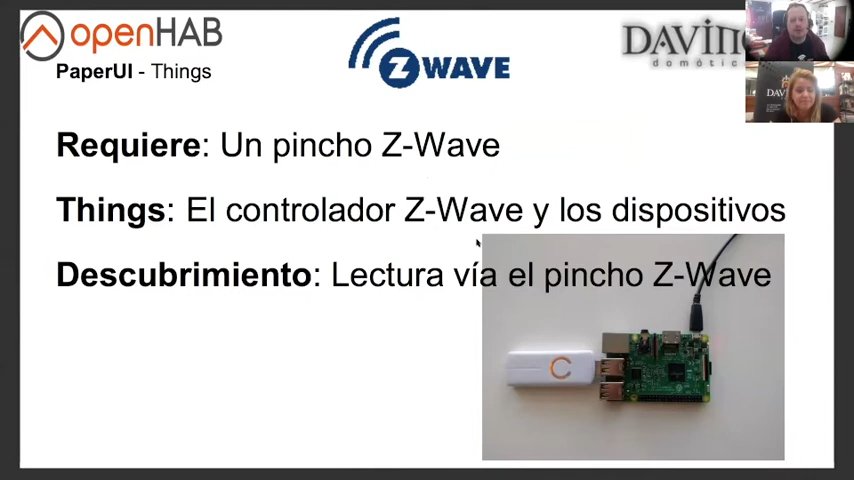 openHAB
PaperUI - Things
Z WAVE
domótic
Requiere: Un pincho Z-Wave
Things: El controlador Z-Wave y los dispositivos
Descubrimiento: Lectura vía el pincho Z-Wave